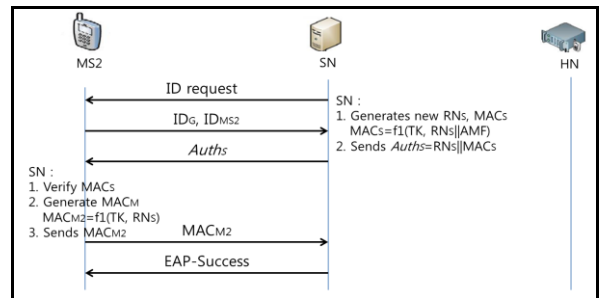 MS2
SN
HN
ID request
SN :
1. Generates new RNs, MACs
MACs=f1(TK, RNs||AMF)
2. Sends Auths=RNs||MACs
IDG, IDMS2
Auths
SN :
1. Verify MACs
2. Generate MACM
MACM2=f1(TK, RNs)
3. Sends MACM2
MACM2
EAP-Success